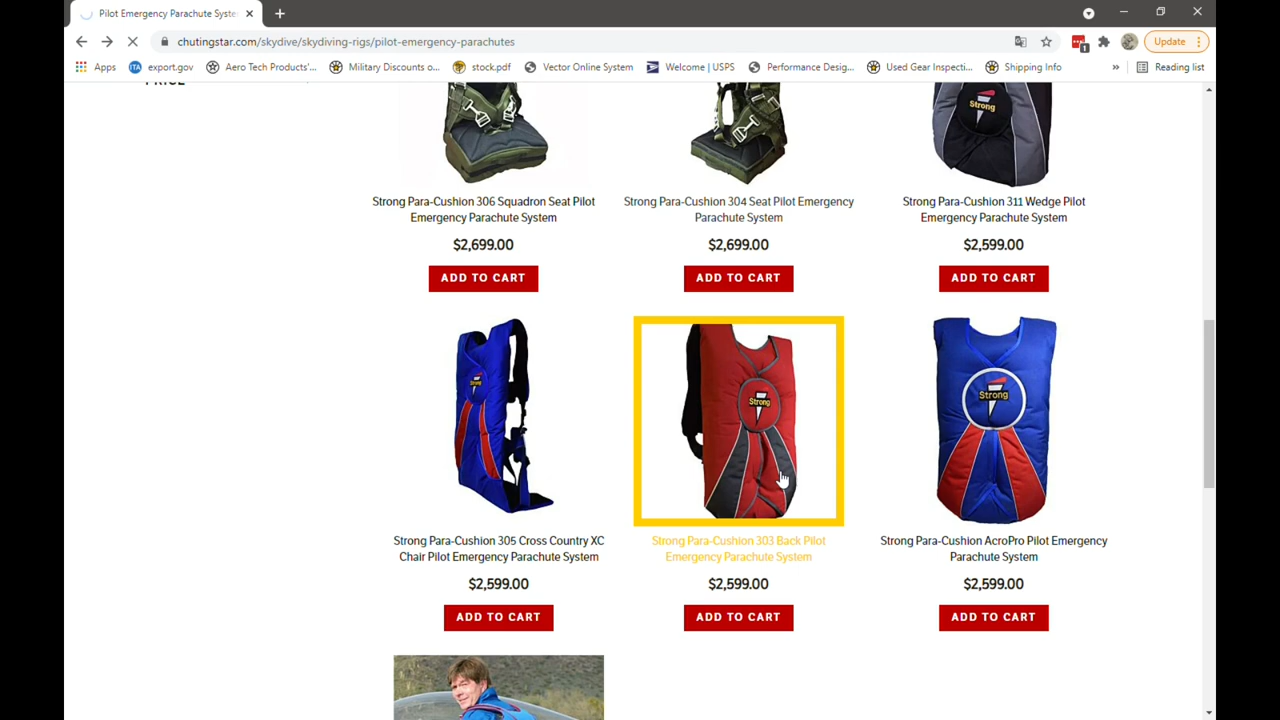 Pilot Emergency Parachute Syste
chutingstar.com/skydive/skydiving-rigs/pilot-emergency-parachutes
1
Update
Apps
ITA
export.gov
Aero Tech Products'...
Military Discounts o...
stock.pdf
Vector Online System
Welcome | USPS
Performance Desig...
Used Gear Inspecti...
Shipping Info
»
Reading list
PRICE
Strong
Strong Para-Cushion 306 Squadron Seat Pilot
Emergency Parachute System
$2,699.00
ADD TO CART
Strong Para-Cushion 304 Seat Pilot Emergency
Parachute System
$2,699.00
ADD TO CART
Strong Para-Cushion 311 Wedge Pilot
Emergency Parachute System
$2,599.00
ADD TO CART
Strong
Strong
Strong
Strong Para-Cushion 305 Cross Country XC
Chair Pilot Emergency Parachute System
$2,599.00
ADD TO CART
Strong Para-Cushion 303 Back Pilot
Emergency Parachute System
$2,599.00
ADD TO CART
Strong Para-Cushion AcroPro Pilot Emergency
Parachute System
$2,599.00
ADD TO CART